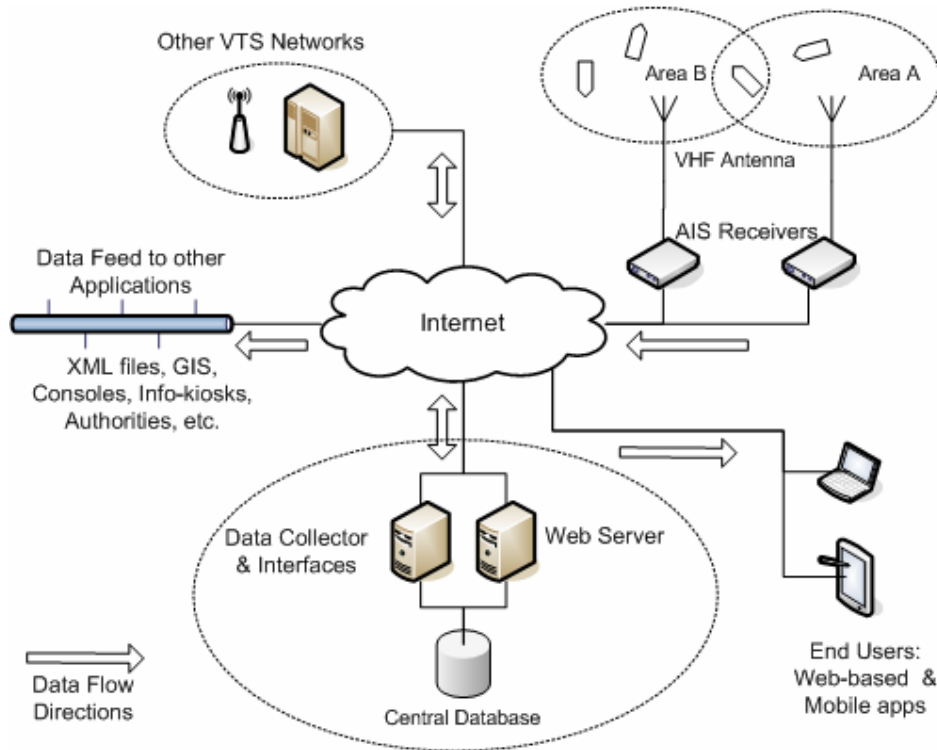 Other VTS Networks
Area B
Area A
VHF Antenna
AIS Receivers
Data Feed to other
Applications
Internet
XML files, GIS,
Consoles, Info-kiosks,
Authorities, etc.
Data Collector
& Interfaces
Web Server
Central Database
End Users:
Web-based &
Mobile apps
Data Flow
Directions